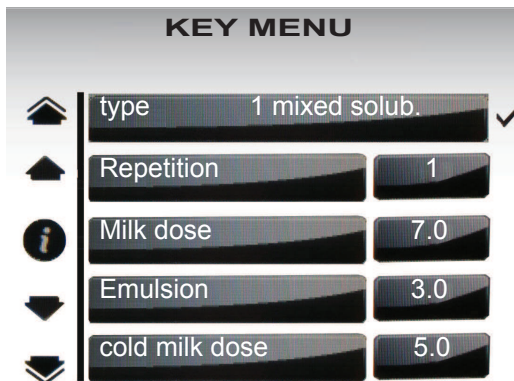 KEY MENU
type 1 mixed solub.
Repetition 1
i
Milk dose 7.0
Emulsion 3.0
cold milk dose 5.0